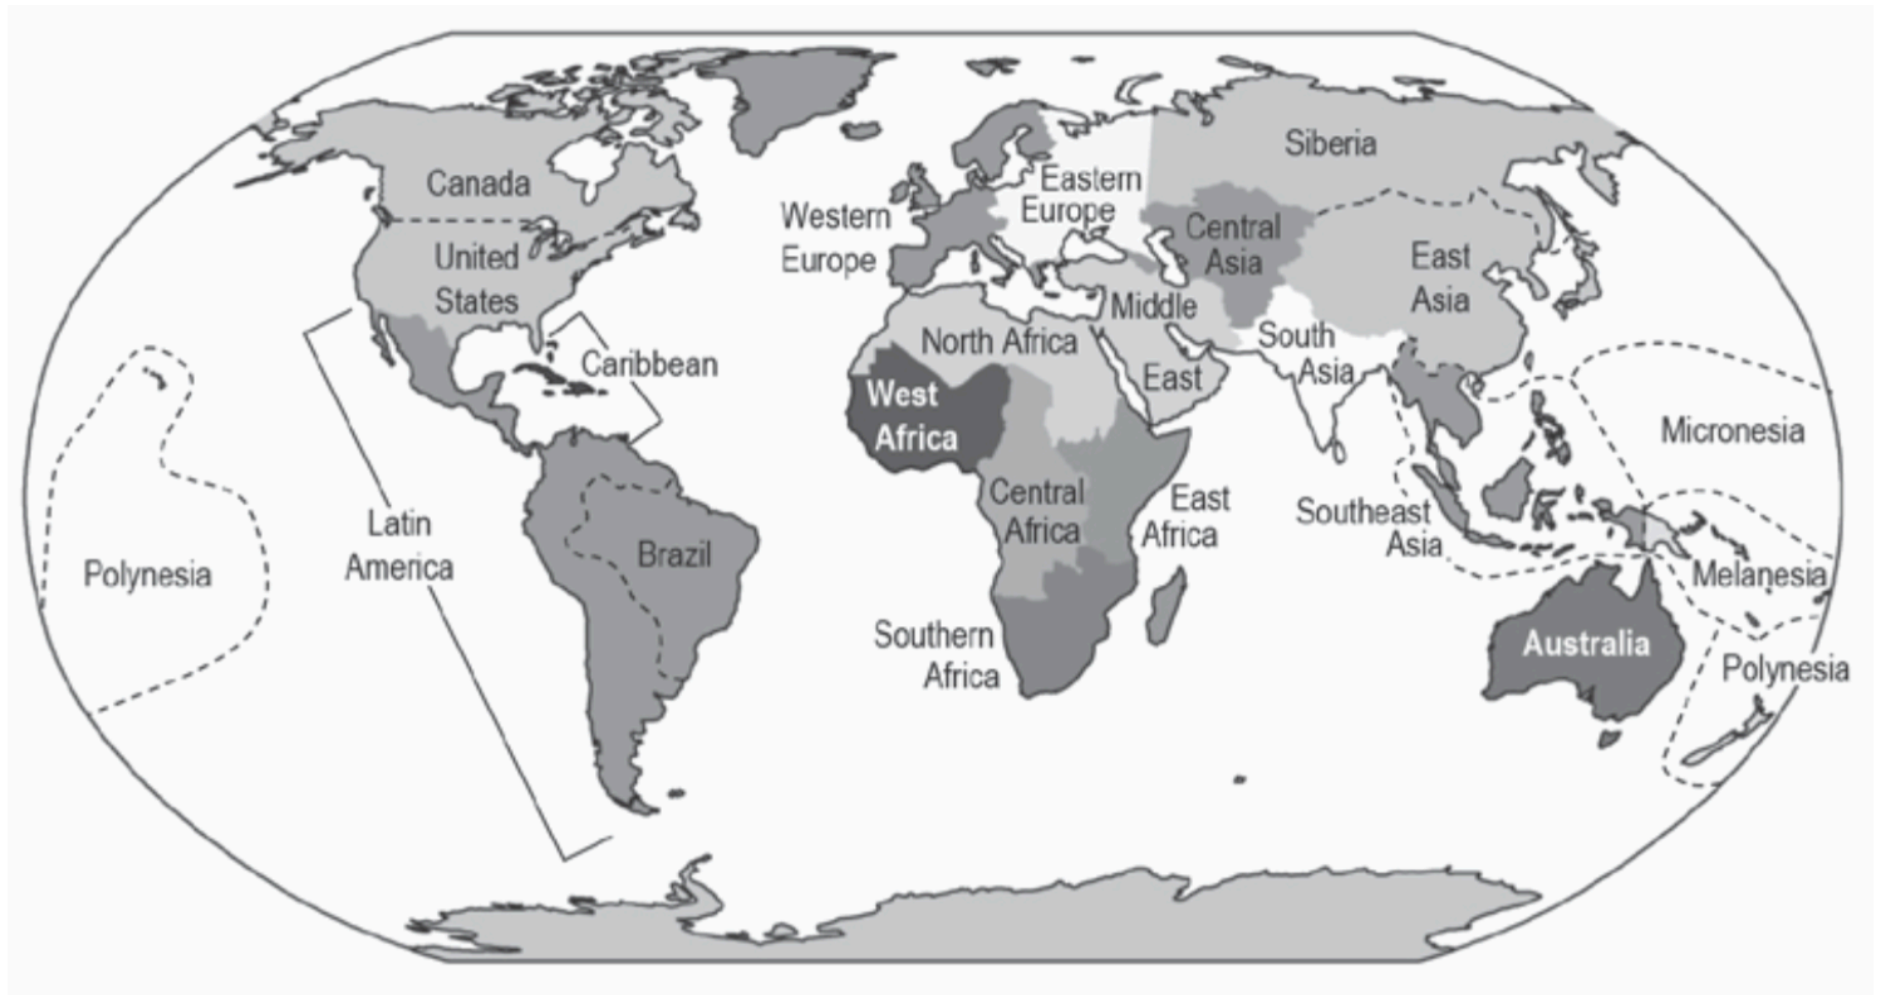 Canada
United
States
Caribbean
Latin
America
Brazil
Polynesia
Western
Europe
Eastern
Europe
Siberia
Central
Asia
East
Asia
Middle
East
North Africa
West
Africa
Central
Africa
East
Africa
Southern
Africa
South
Asia
Southeast
Asia
Micronesia
Melanesia
Australia
Polynesia